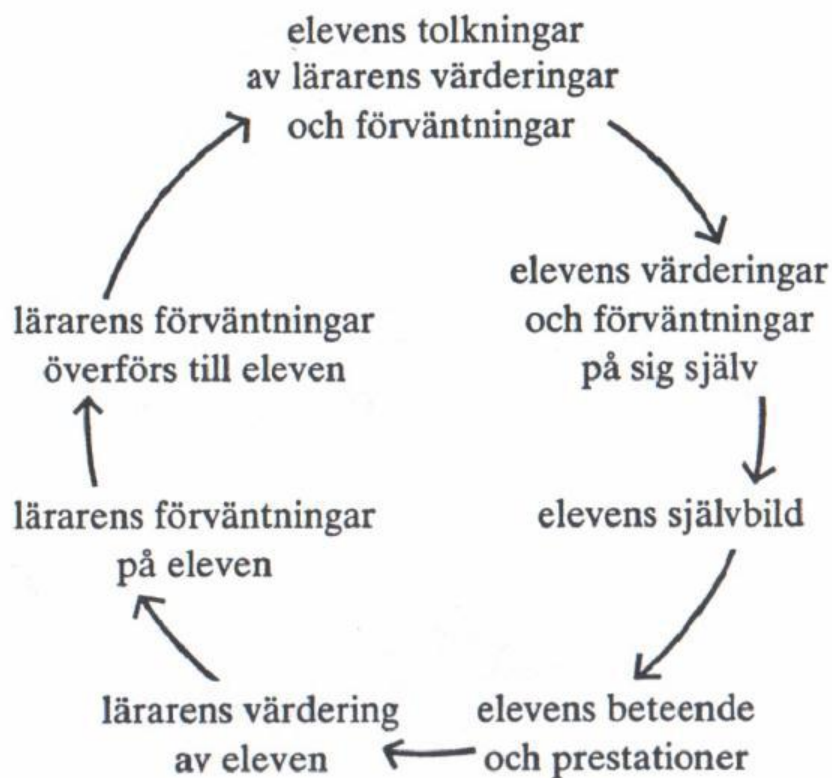 elevens tolkningar
av lärarens värderingar
och förväntningar
elevens värderingar
och förväntningar
på sig själv
elevens självbild
elevens beteende
och prestationer
lärarens värdering
av eleven
lärarens förväntningar
på eleven
lärarens förväntningar
överförs till eleven